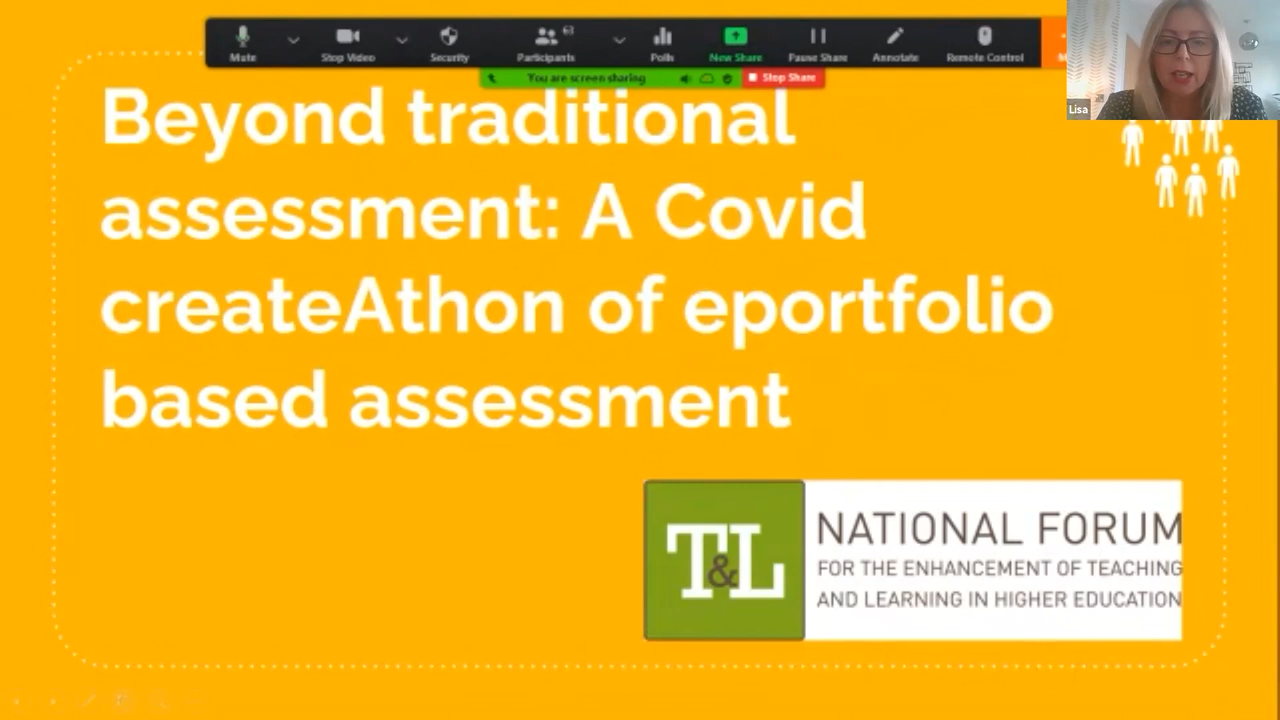 Mute
Stop Video
Security
Participants
Polls
New Share
Pause Share
Annotate
Remote Control
You are screen sharing
Stop Share
Lisa
Beyond traditional
assessment: A Covid
createAthon of eportfolio
based assessment
T&L
NATIONAL FORUM
FOR THE ENHANCEMENT OF TEACHING
AND LEARNING IN HIGHER EDUCATION